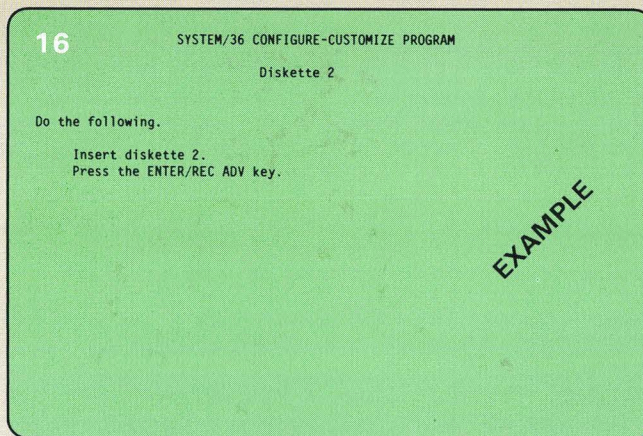 16
SYSTEM/36 CONFIGURE-CUSTOMIZE PROGRAM
Diskette 2
Do the following.
Insert diskette 2.
Press the ENTER/REC ADV key.
EXAMPLE